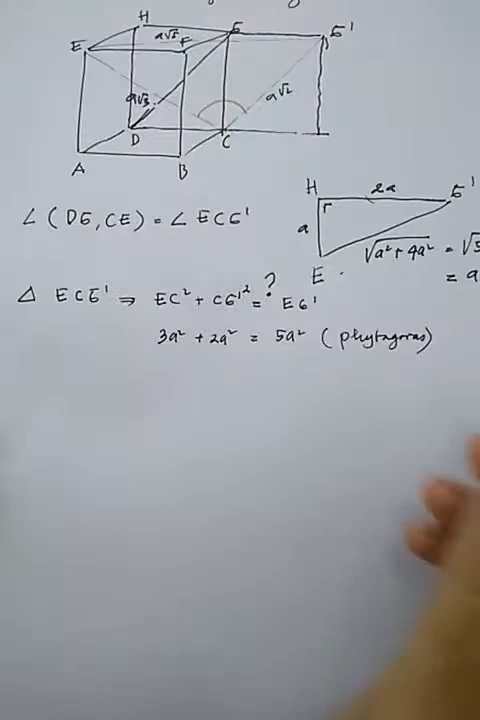 H
G
G'
E
a√2
F
a√3
a√2
D
C
A
B
H
2a
G'
∠ (DG, CE) = ∠ ECG'
a
√a²+4a² = √5
E
= a
Δ ECG' ⇒ EC² + CG'² =? EG'
3a² + 2a² = 5a² (phytagoras)